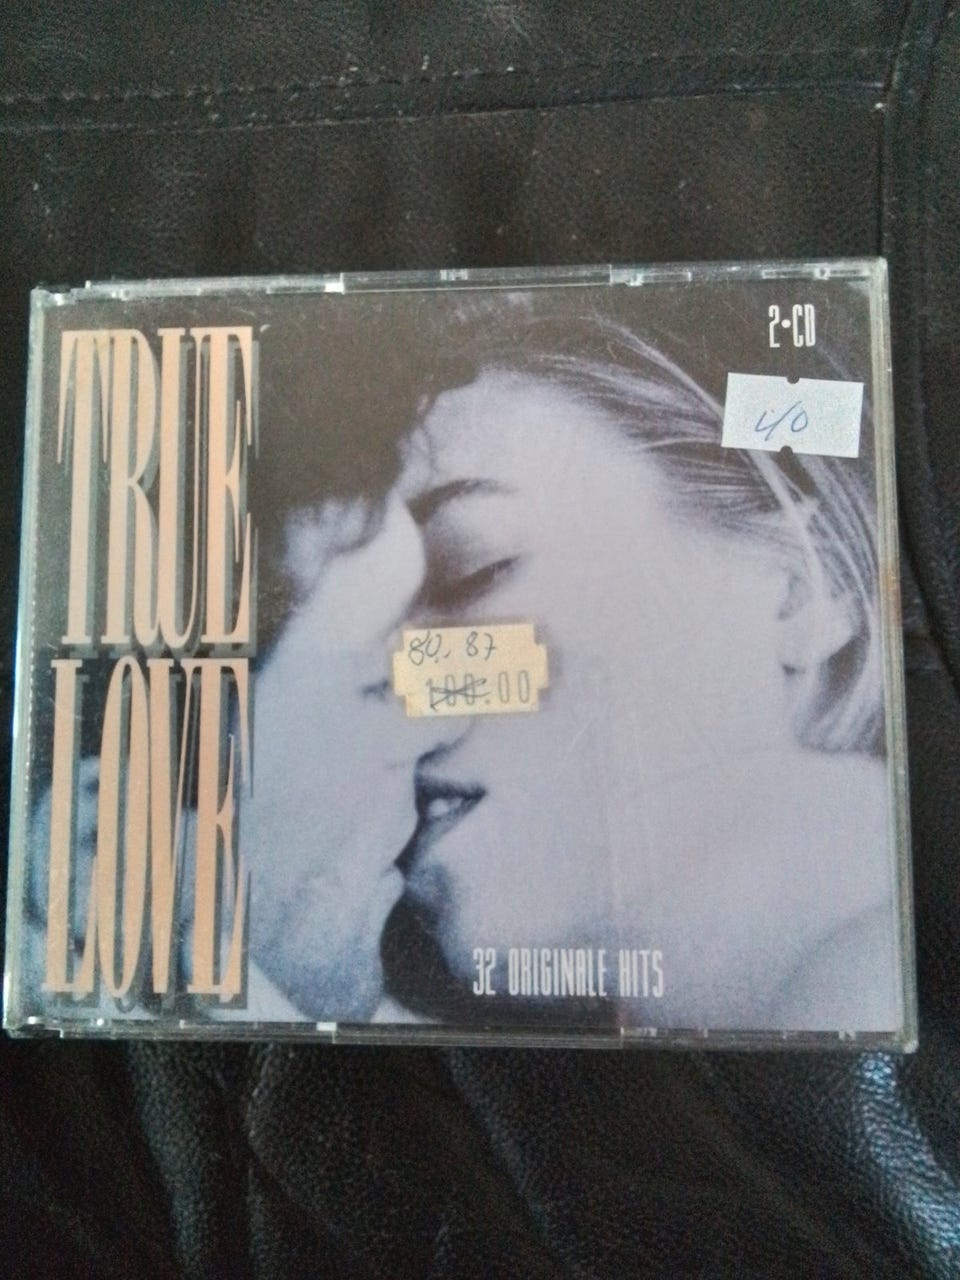 2·CD
TRUE
LOVE
40
80,. 87
100.00
32 ORIGINALE HITS